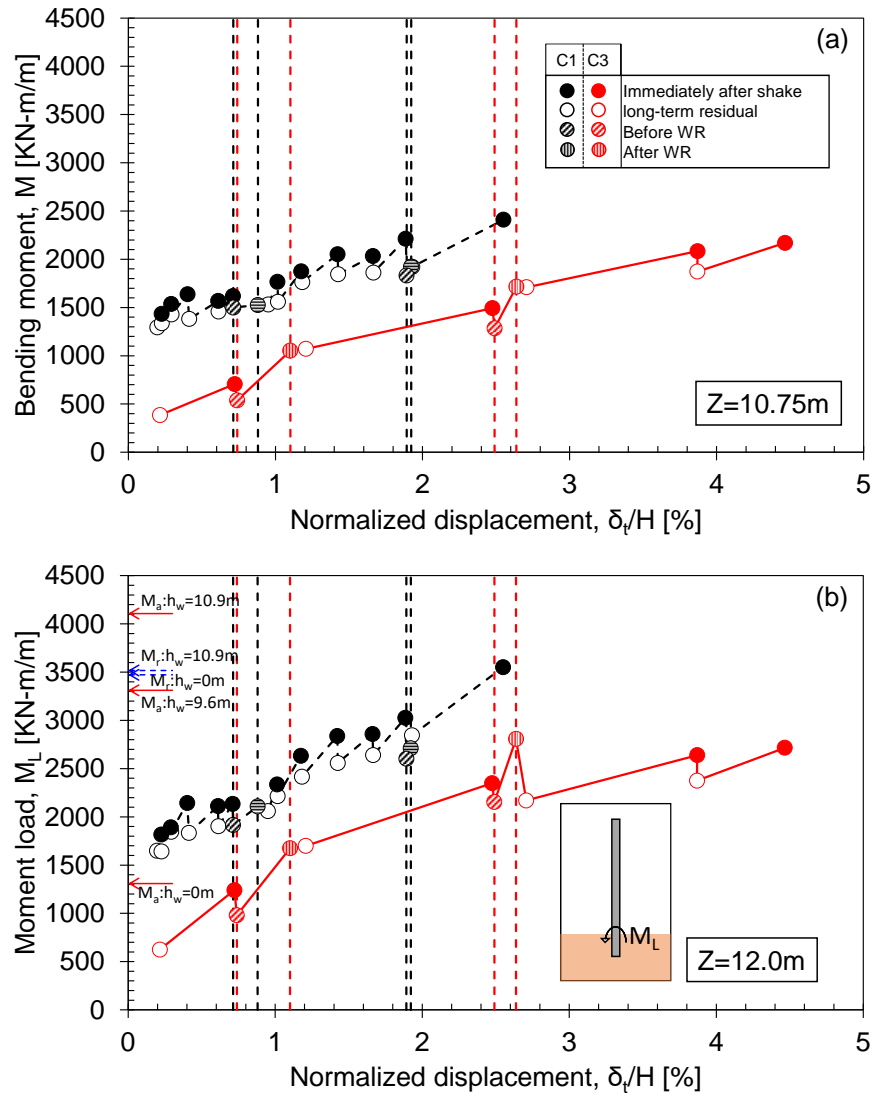 (a)
C1 C3
Immediately after shake
long-term residual
Before WR
After WR
4500
4000
3500
3000
2500
2000
1500
1000
500
0
Bending moment, M [KN-m/m]
Z=10.75m
0 1 2 3 4 5
Normalized displacement, δt/H [%]
(b)
4500
4000
3500
3000
2500
2000
1500
1000
500
0
Moment load, ML [KN-m/m]
Ma:hw=10.9m
Mr:hw=10.9m
Mr:hw=0m
Ma:hw=9.6m
Ma:hw=0m
ML
Z=12.0m
0 1 2 3 4 5
Normalized displacement, δt/H [%]